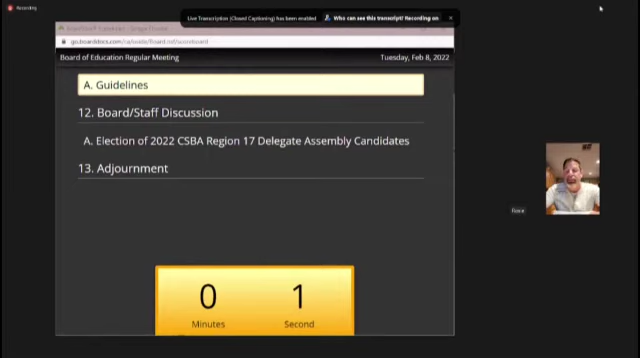 Recording
Live Transcription (Closed Captioning) has been enabled
Who can see this transcript? Recording on
Board of Education Regular Meeting
Tuesday, Feb 8, 2022
A. Guidelines
12. Board/Staff Discussion
A. Election of 2022 CSBA Region 17 Delegate Assembly Candidates
13. Adjournment
0 1
Minutes Second